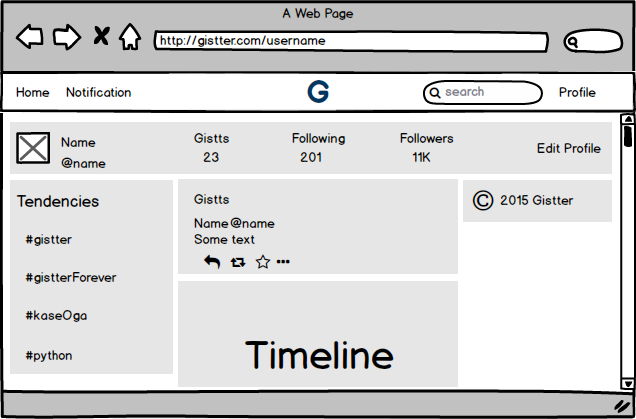 A Web Page
http://gistter.com/username
Home Notification G search Profile
Name
@name
Gistts
23
Following
201
Followers
11K
Edit Profile
Tendencies
#gistter
#gistterForever
#kaseOga
#python
Gistts
Name@name
Some text
Timeline
© 2015 Gistter